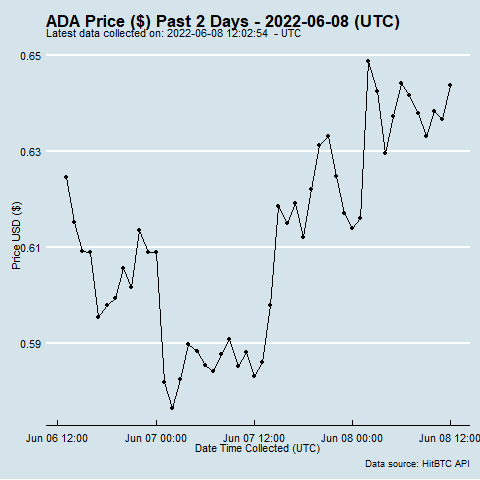 ADA Price ($) Past 2 Days - 2022-06-08 (UTC)
Latest data collected on: 2022-06-08 12:02:54 - UTC
0.65
0.63
0.61
0.59
Price USD ($)
Jun 06 12:00 Jun 07 00:00 Jun 07 12:00 Jun 08 00:00 Jun 08 12:00
Date Time Collected (UTC)
Data source: HitBTC API